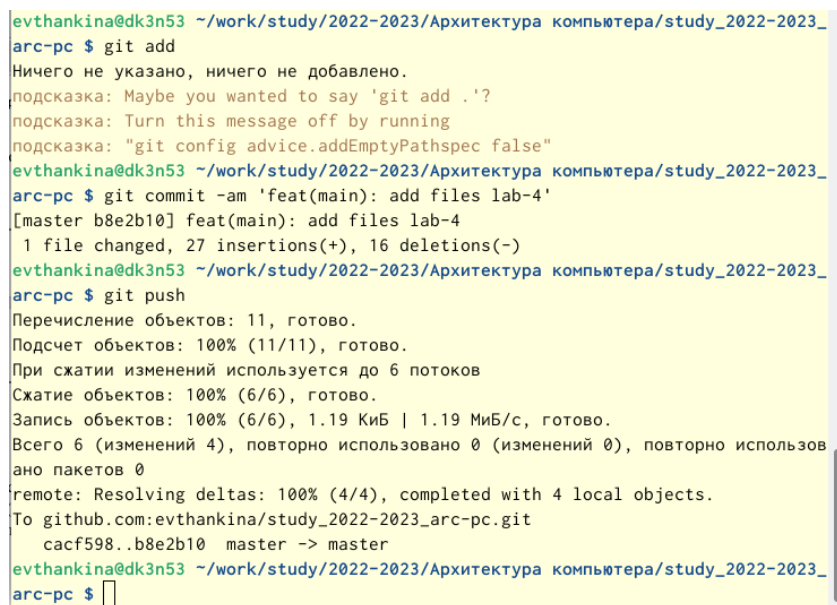 evthankina@dk3n53 ~/work/study/2022-2023/Архитектура компьютера/study_2022-2023_
arc-pc $ git add
Ничего не указано, ничего не добавлено.
подсказка: Maybe you wanted to say 'git add .'?
подсказка: Turn this message off by running
подсказка: "git config advice.addEmptyPathspec false"
evthankina@dk3n53 ~/work/study/2022-2023/Архитектура компьютера/study_2022-2023_
arc-pc $ git commit -am 'feat(main): add files lab-4'
[master b8e2b10] feat(main): add files lab-4
 1 file changed, 27 insertions(+), 16 deletions(-)
evthankina@dk3n53 ~/work/study/2022-2023/Архитектура компьютера/study_2022-2023_
arc-pc $ git push
Перечисление объектов: 11, готово.
Подсчет объектов: 100% (11/11), готово.
При сжатии изменений используется до 6 потоков
Сжатие объектов: 100% (6/6), готово.
Запись объектов: 100% (6/6), 1.19 КиБ | 1.19 МиБ/с, готово.
Всего 6 (изменений 4), повторно использовано 0 (изменений 0), повторно использов
ано пакетов 0
remote: Resolving deltas: 100% (4/4), completed with 4 local objects.
To github.com:evthankina/study_2022-2023_arc-pc.git
   cacf598..b8e2b10  master -> master
evthankina@dk3n53 ~/work/study/2022-2023/Архитектура компьютера/study_2022-2023_
arc-pc $